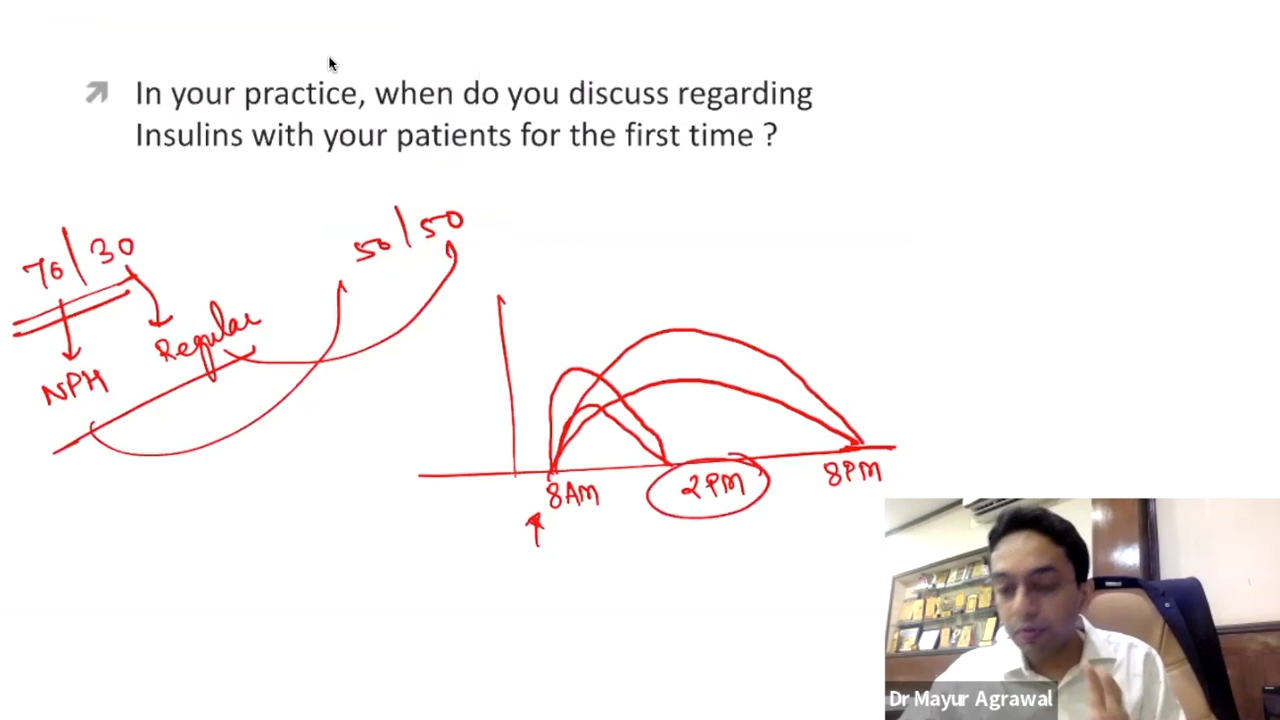 In your practice, when do you discuss regarding
Insulins with your patients for the first time ?
70/30
50/50
Regular
NPH
8AM
2PM
8PM
Dr Mayur Agrawal